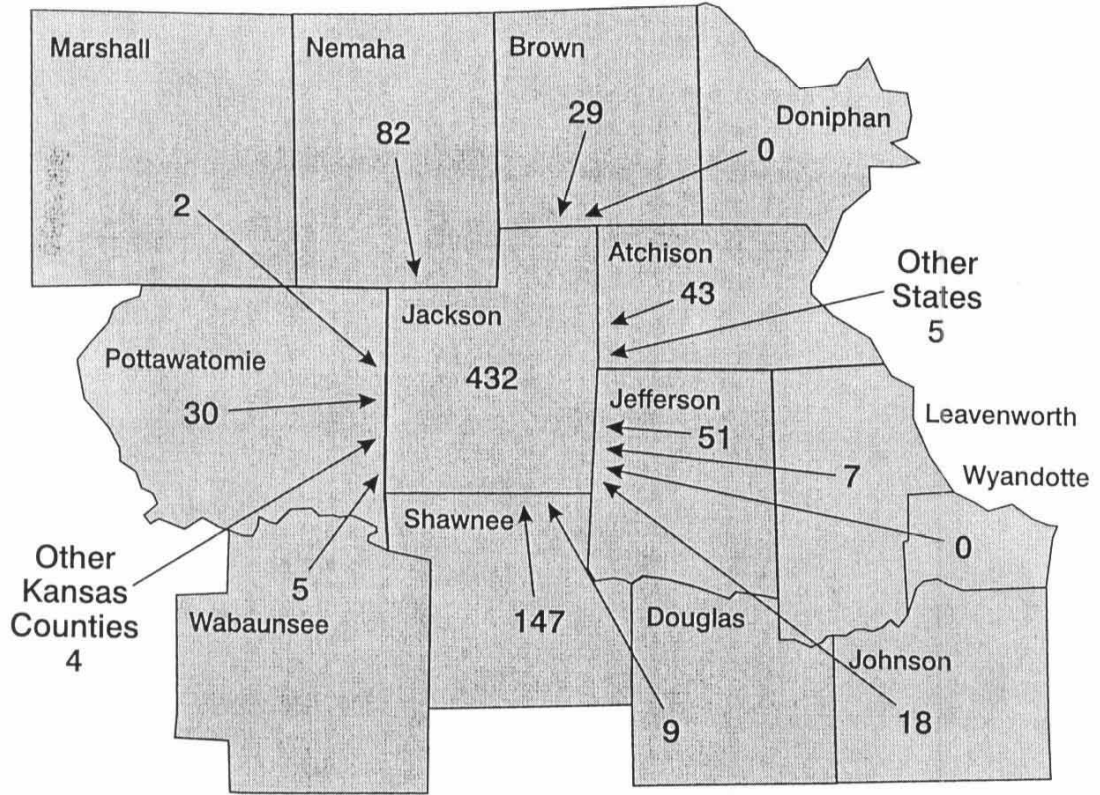 Marshall
Nemaha
Brown
Doniphan
29
82
0
2
Atchison
43
Other
States
5
Jackson
Pottawatomie
432
30
Jefferson
51
Leavenworth
7
Wyandotte
Shawnee
0
Other
Kansas
Counties
4
5
Wabaunsee
147
Douglas
Johnson
9
18